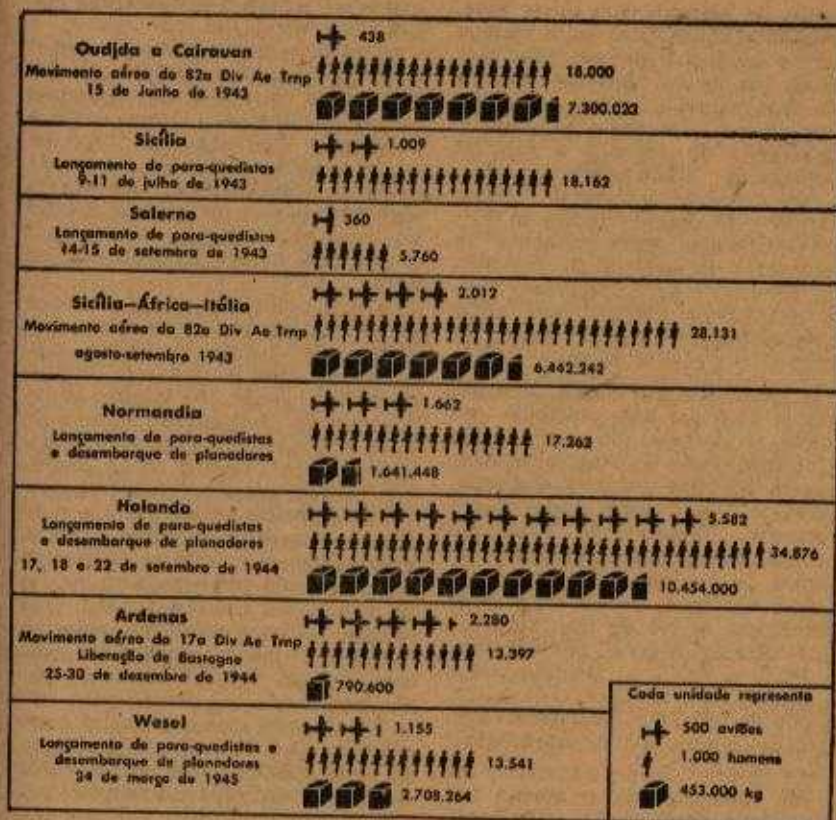 Oudjda a Cairauan
Movimento aéreo da 82a Div Ae Trnp
15 de Junho de 1943
438
18.000
7.300.023
Sicília
Lançamento de para-quedistas
9-11 de julho de 1943
1.009
18.162
Salerno
Lançamento de para-quedistas
14-15 de setembro de 1943
360
5.760
Sicília—África—Itália
Movimento aéreo da 82a Div Ae Trnp
agosto-setembro 1943
2.012
28.131
6.442.242
Normandia
Lançamento de para-quedistas
e desembarque de planadores
1.662
17.262
1.641.448
Holanda
Lançamento de para-quedistas
e desembarque de planadores
17, 18 e 22 de setembro de 1944
5.582
34.876
10.454.000
Ardenas
Movimento aéreo da 17a Div Ae Trnp
Liberação de Bastogne
25-30 de dezembro de 1944
2.280
13.397
790.600
Wesel
Lançamento de para-quedistas e
desembarque de planadores
24 de março de 1945
1.155
13.541
2.708.264
Cada unidade representa
500 aviões
1.000 homens
453.000 kg